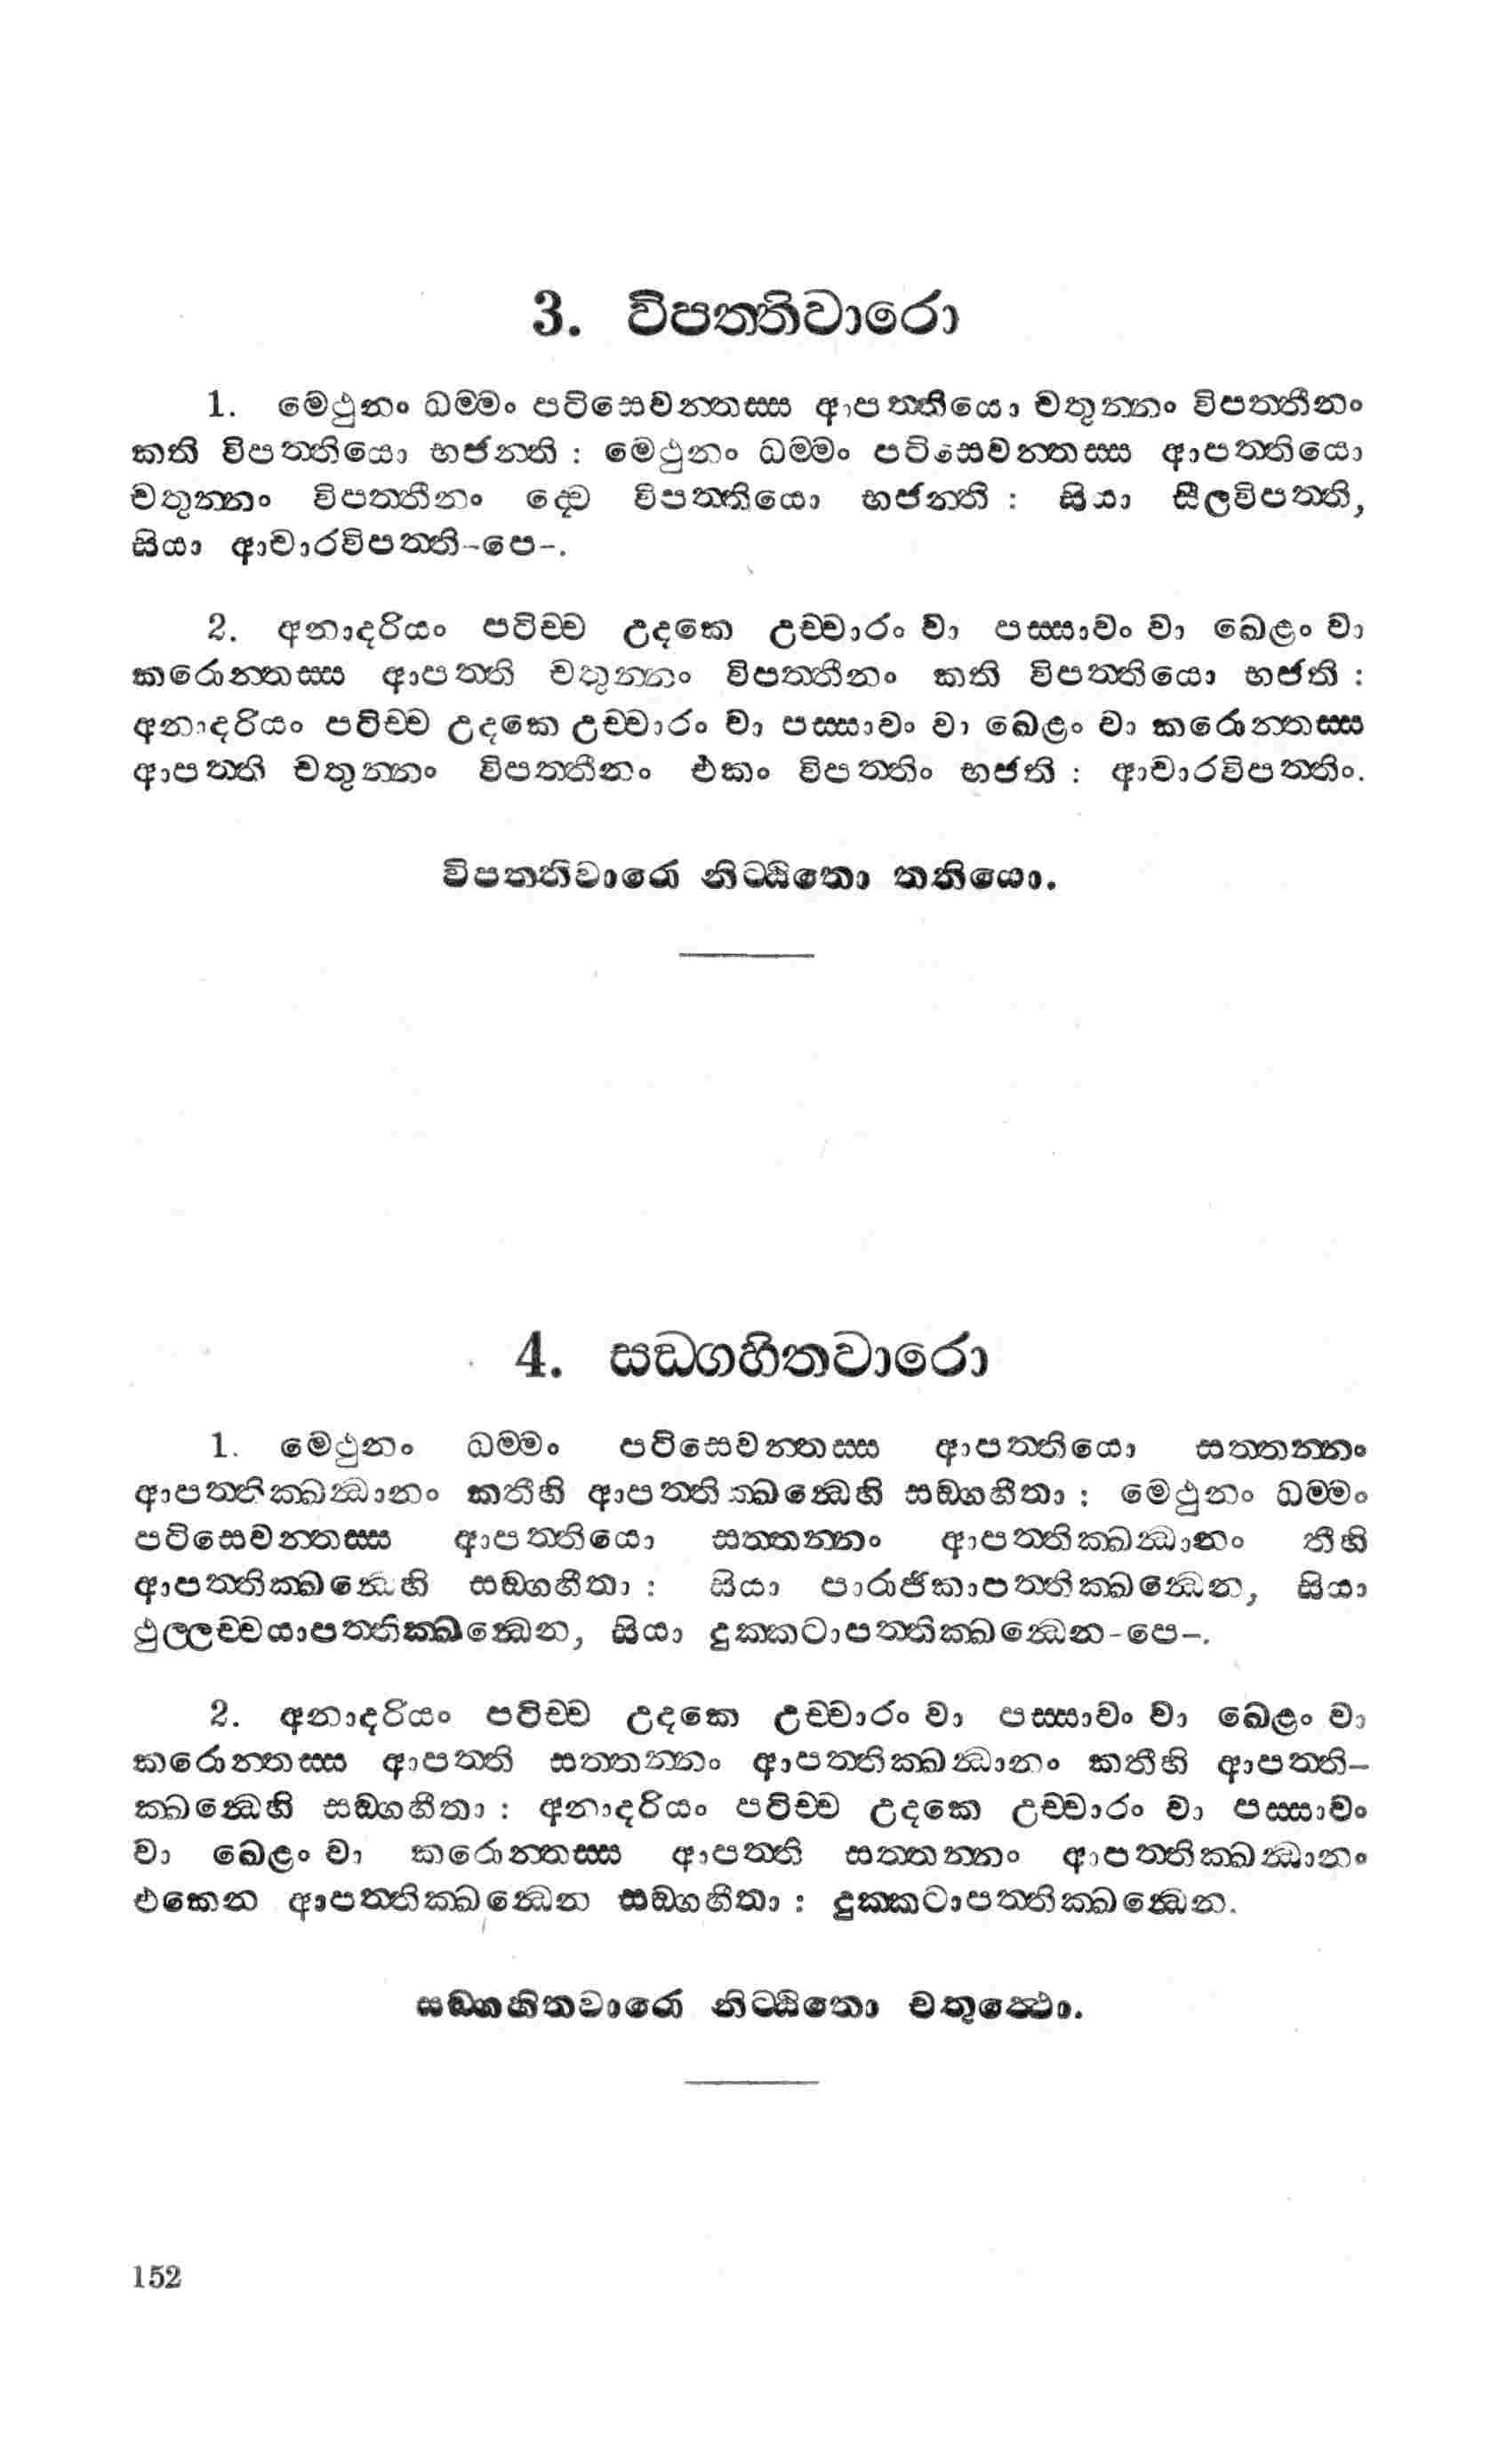 3. විපත්තිවාරො
1. මෙථුනං ධම්මං පටිසෙවන්තස්ස ආපත්තියො චතුන්නං විපත්තීනං
කති විපත්තියො භජන්ති : මෙථුනං ධම්මං පටිසෙවන්තස්ස ආපත්තියො
චතුන්නං විපත්තීනං ද්වෙ විපත්තියො භජන්ති : සියා සීලවිපත්ති,
සියා ආචාරවිපත්ති-පෙ-.
2. අනාදරියං පටිච්ච උදකෙ උච්චාරං වා පස්සාවං වා ඛෙළං වා
කරොන්තස්ස ආපත්ති චතුන්නං විපත්තීනං කති විපත්තියො භජති :
අනාදරියං පටිච්ච උදකෙ උච්චාරං වා පස්සාවං වා ඛෙළං වා කරොන්තස්ස
ආපත්ති චතුන්නං විපත්තීනං එකං විපත්තිං භජති : ආචාරවිපත්තිං.
විපත්තිවාරො නිට්ඨිතො තතියො.
4. සඞ්ගහිතවාරො
1. මෙථුනං ධම්මං පටිසෙවන්තස්ස ආපත්තියො සත්තන්නං
ආපත්තික්ඛන්ධානං කතීහි ආපත්තික්ඛන්ධෙහි සඞ්ගහීතා : මෙථුනං ධම්මං
පටිසෙවන්තස්ස ආපත්තියො සත්තන්නං ආපත්තික්ඛන්ධානං තීහි
ආපත්තික්ඛන්ධෙහි සඞ්ගහීතා : සියා පාරාජිකාපත්තික්ඛන්ධෙන, සියා
ථුල්ලච්චයාපත්තික්ඛන්ධෙන, සියා දුක්කටාපත්තික්ඛන්ධෙන-පෙ-.
2. අනාදරියං පටිච්ච උදකෙ උච්චාරං වා පස්සාවං වා ඛෙළං වා
කරොන්තස්ස ආපත්ති සත්තන්නං ආපත්තික්ඛන්ධානං කතීහි ආපත්ති-
ක්ඛන්ධෙහි සඞ්ගහීතා : අනාදරියං පටිච්ච උදකෙ උච්චාරං වා පස්සාවං
වා ඛෙළං වා කරොන්තස්ස ආපත්ති සත්තන්නං ආපත්තික්ඛන්ධානං
එකෙන ආපත්තික්ඛන්ධෙන සඞ්ගහීතා : දුක්කටාපත්තික්ඛන්ධෙන.
සඞ්ගහිතවාරො නිට්ඨිතො චතුත්ථො.
152